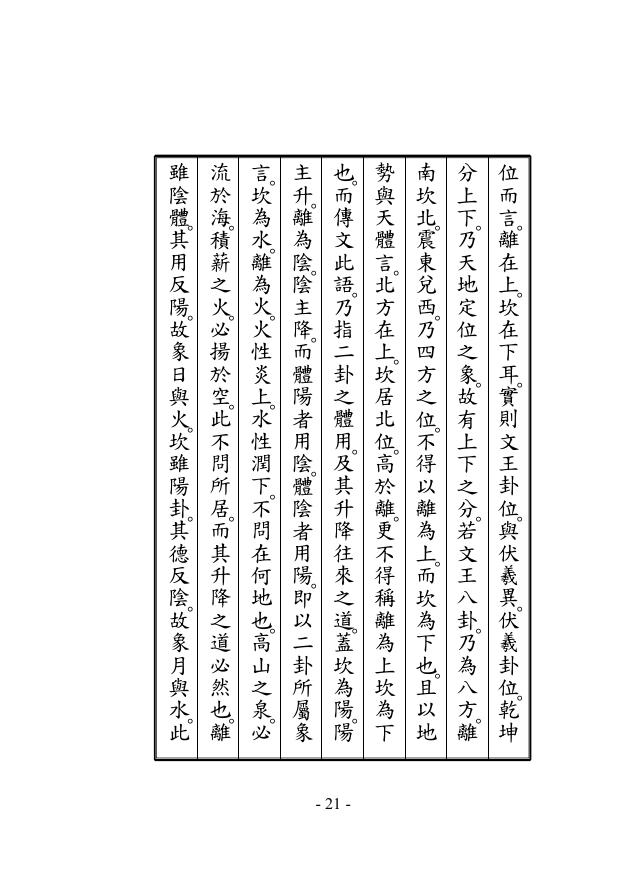 位而言。離在上。坎在下耳。實則文王卦位。與伏羲異。伏羲卦位。乾坤
分上下。乃天地定位之象。故有上下之分。若文王八卦。乃為八方。離
南坎北。震東兌西。乃四方之位。不得以離為上。而坎為下也。且以地
勢與天體言。北方在上。坎居北位。高於離。更不得稱離為上坎為下
也。而傳文此語。乃指二卦之體用。及其升降往來之道。蓋坎為陽。陽
主升。離為陰。陰主降。而體陽者用陰。體陰者用陽。即以二卦所屬象
言。坎為水。離為火。火性炎上。水性潤下。不問在何地也。高山之泉。必
流於海。積薪之火。必揚於空。此不問所居。而其升降之道必然也。離
雖陰體。其用反陽。故象日與火。坎雖陽卦。其德反陰。故象月與水。此
- 21 -